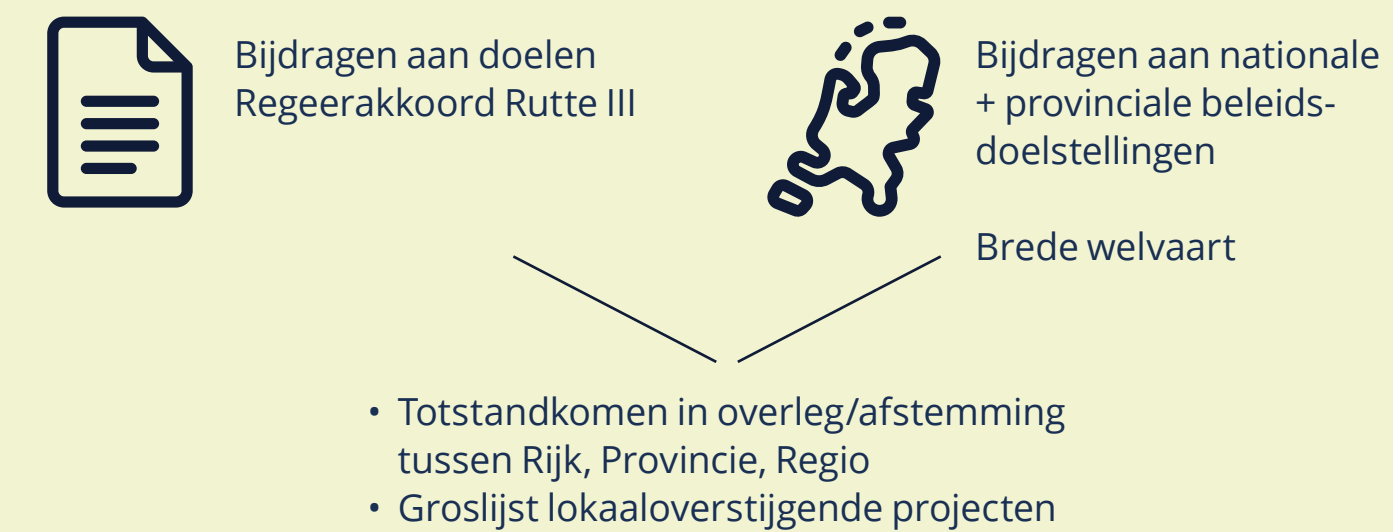 Bijdragen aan doelen
Regeerakkoord Rutte III
Bijdragen aan nationale
+ provinciale beleids-
doelstellingen
Brede welvaart
• Totstandkomen in overleg/afstemming
tussen Rijk, Provincie, Regio
• Groslijst lokaaloverstijgende projecten